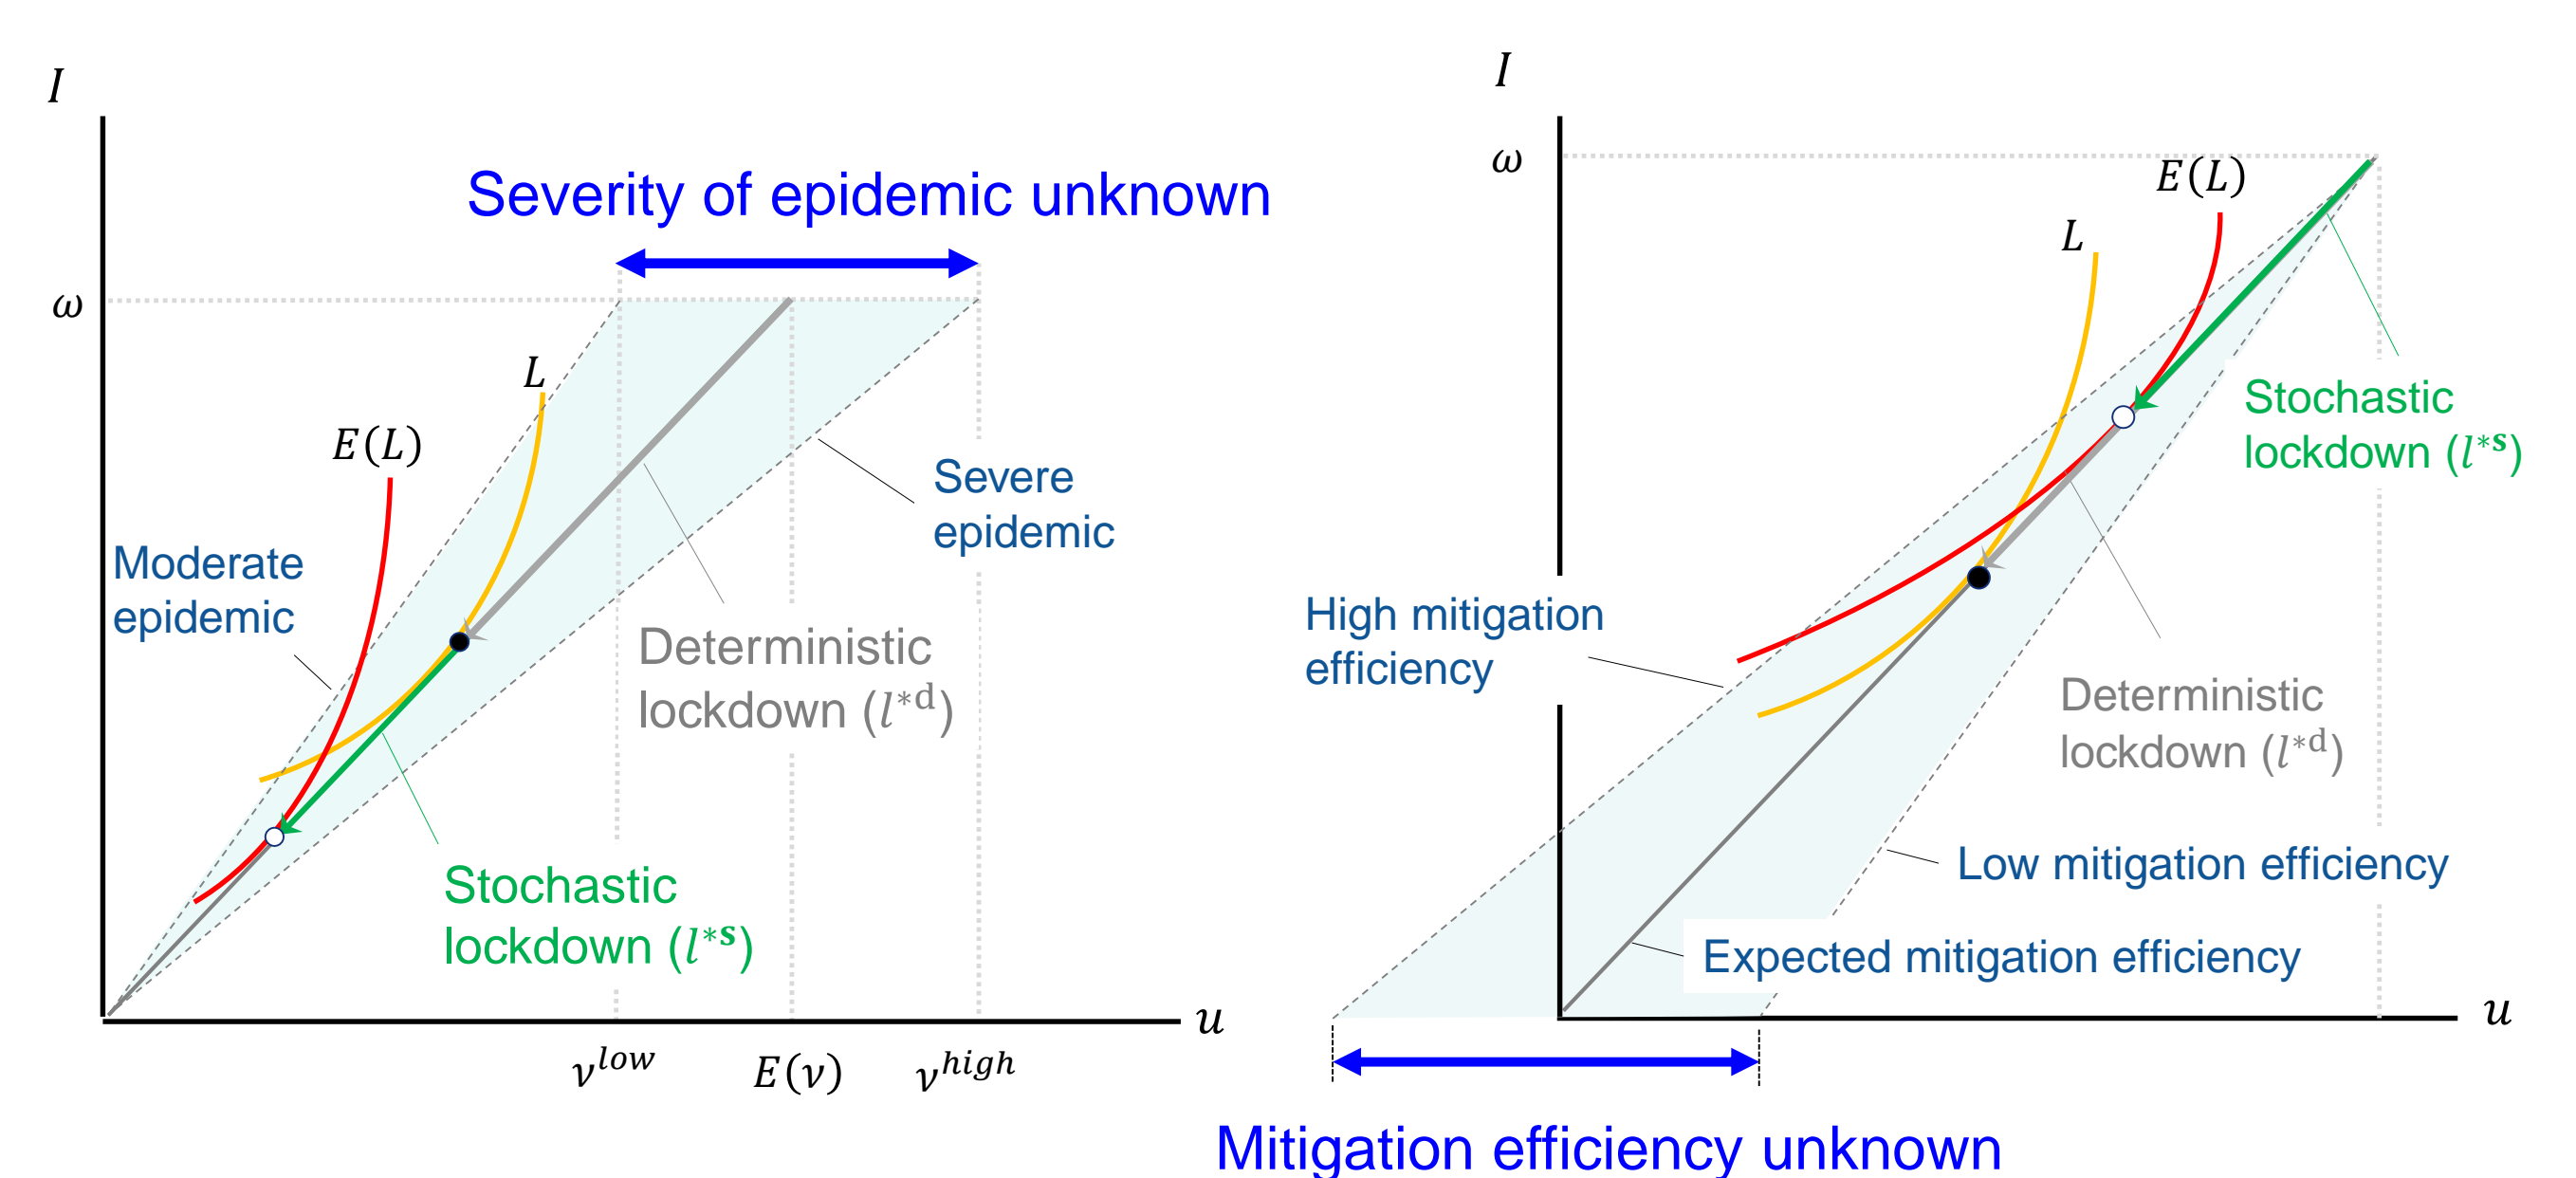 I
Severity of epidemic unknown
ω
L
E(L)
Severe
epidemic
Moderate
epidemic
Deterministic
lockdown (l*d)
Stochastic
lockdown (l*s)
u
νlow
E(ν)
νhigh
I
ω
E(L)
L
Stochastic
lockdown (l*s)
High mitigation
efficiency
Deterministic
lockdown (l*d)
Low mitigation efficiency
Expected mitigation efficiency
u
Mitigation efficiency unknown